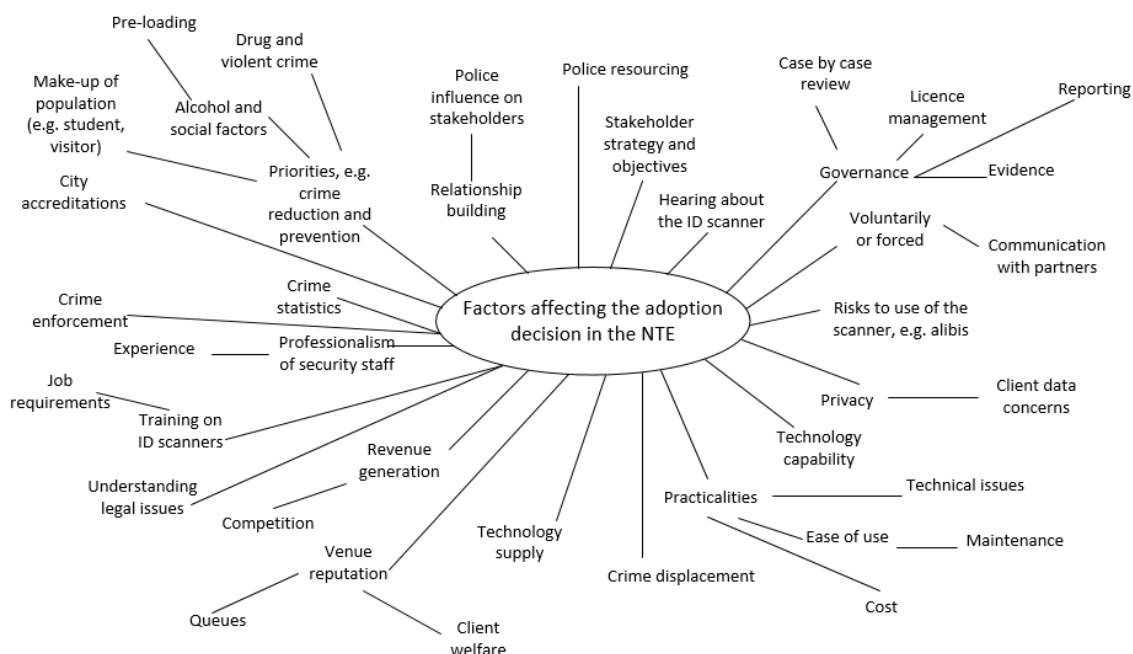 Pre-loading
Drug and
violent crime
Make-up of
population
(e.g. student,
visitor)
Alcohol and
social factors
Police
influence on
stakeholders
Police resourcing
Case by case
review
Licence
management
Reporting
Stakeholder
strategy and
objectives
Governance
Evidence
City
accreditations
Priorities, e.g.
crime
reduction and
prevention
Relationship
building
Hearing about
the ID scanner
Voluntarily
or forced
Communication
with partners
Crime
statistics
Factors affecting the adoption
decision in the NTE
Crime
enforcement
Risks to use of the
scanner, e.g. alibis
Experience
Professionalism
of security staff
Job
requirements
Training on
ID scanners
Privacy
Client data
concerns
Revenue
generation
Technology
capability
Understanding
legal issues
Competition
Practicalities
Technical issues
Technology
supply
Ease of use
Maintenance
Venue
reputation
Crime displacement
Cost
Queues
Client
welfare